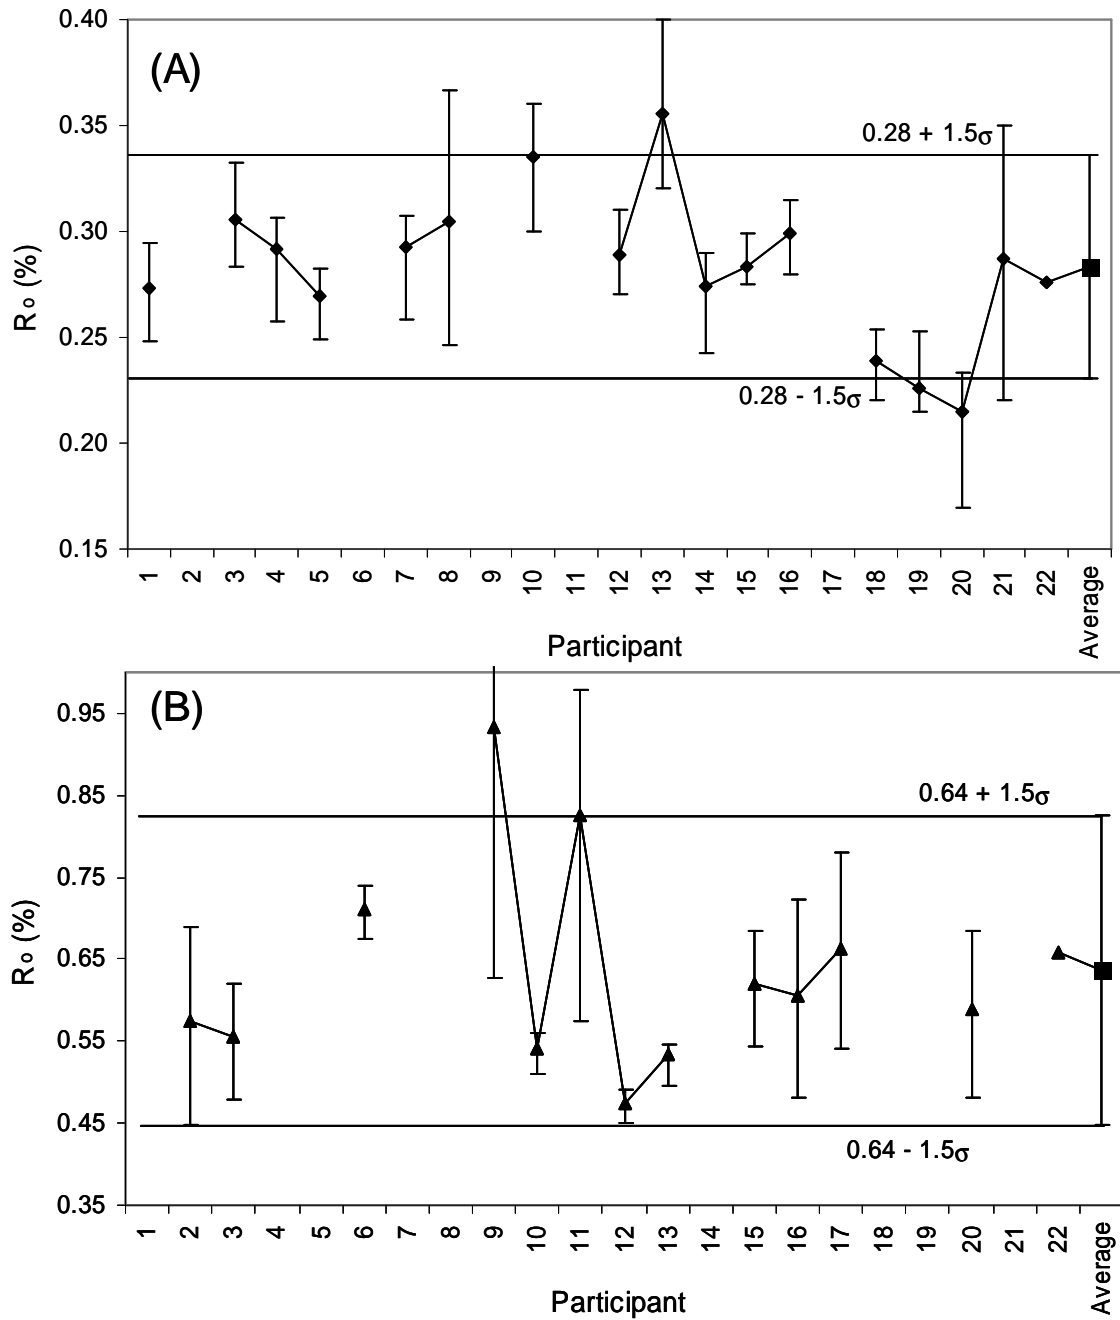 (A)
0.40
0.35
0.30
0.25
0.20
0.15
R o (%)
0.28 + 1.5σ
0.28 - 1.5σ
1 2 3 4 5 6 7 8 9 10 11 12 13 14 15 16 17 18 19 20 21 22 Average
Participant
(B)
0.95
0.85
0.75
0.65
0.55
0.45
0.35
R o (%)
0.64 + 1.5σ
0.64 - 1.5σ
1 2 3 4 5 6 7 8 9 10 11 12 13 14 15 16 17 18 19 20 21 22 Average
Participant